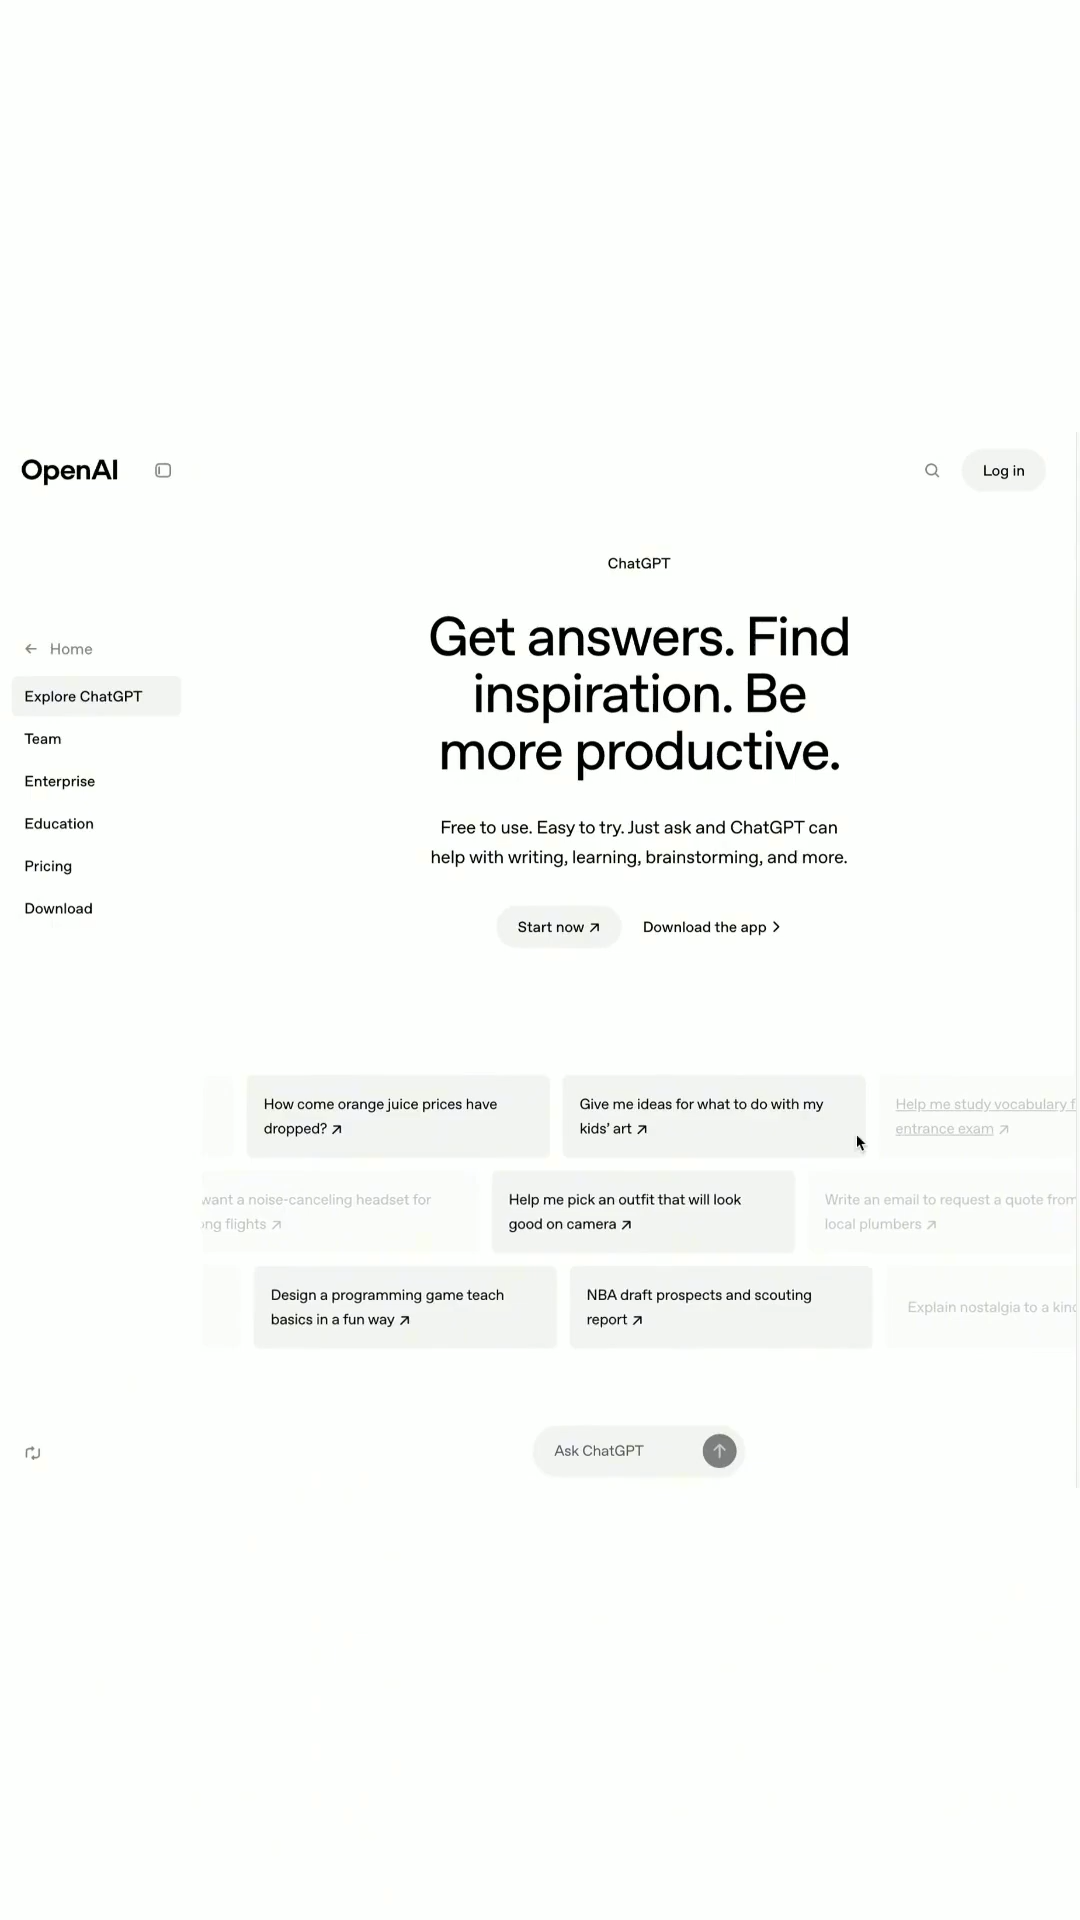 OpenAI
Log in
ChatGPT
Get answers. Find
inspiration. Be
more productive.
Home
Explore ChatGPT
Team
Enterprise
Education
Pricing
Download
Free to use. Easy to try. Just ask and ChatGPT can
help with writing, learning, brainstorming, and more.
Start now
Download the app
How come orange juice prices have
dropped?
Give me ideas for what to do with my
kids’ art
Help me study vocabulary f
entrance exam
want a noise-canceling headset for
ng flights
Help me pick an outfit that will look
good on camera
Write an email to request a quote from
local plumbers
Design a programming game teach
basics in a fun way
NBA draft prospects and scouting
report
Explain nostalgia to a kind
Ask ChatGPT